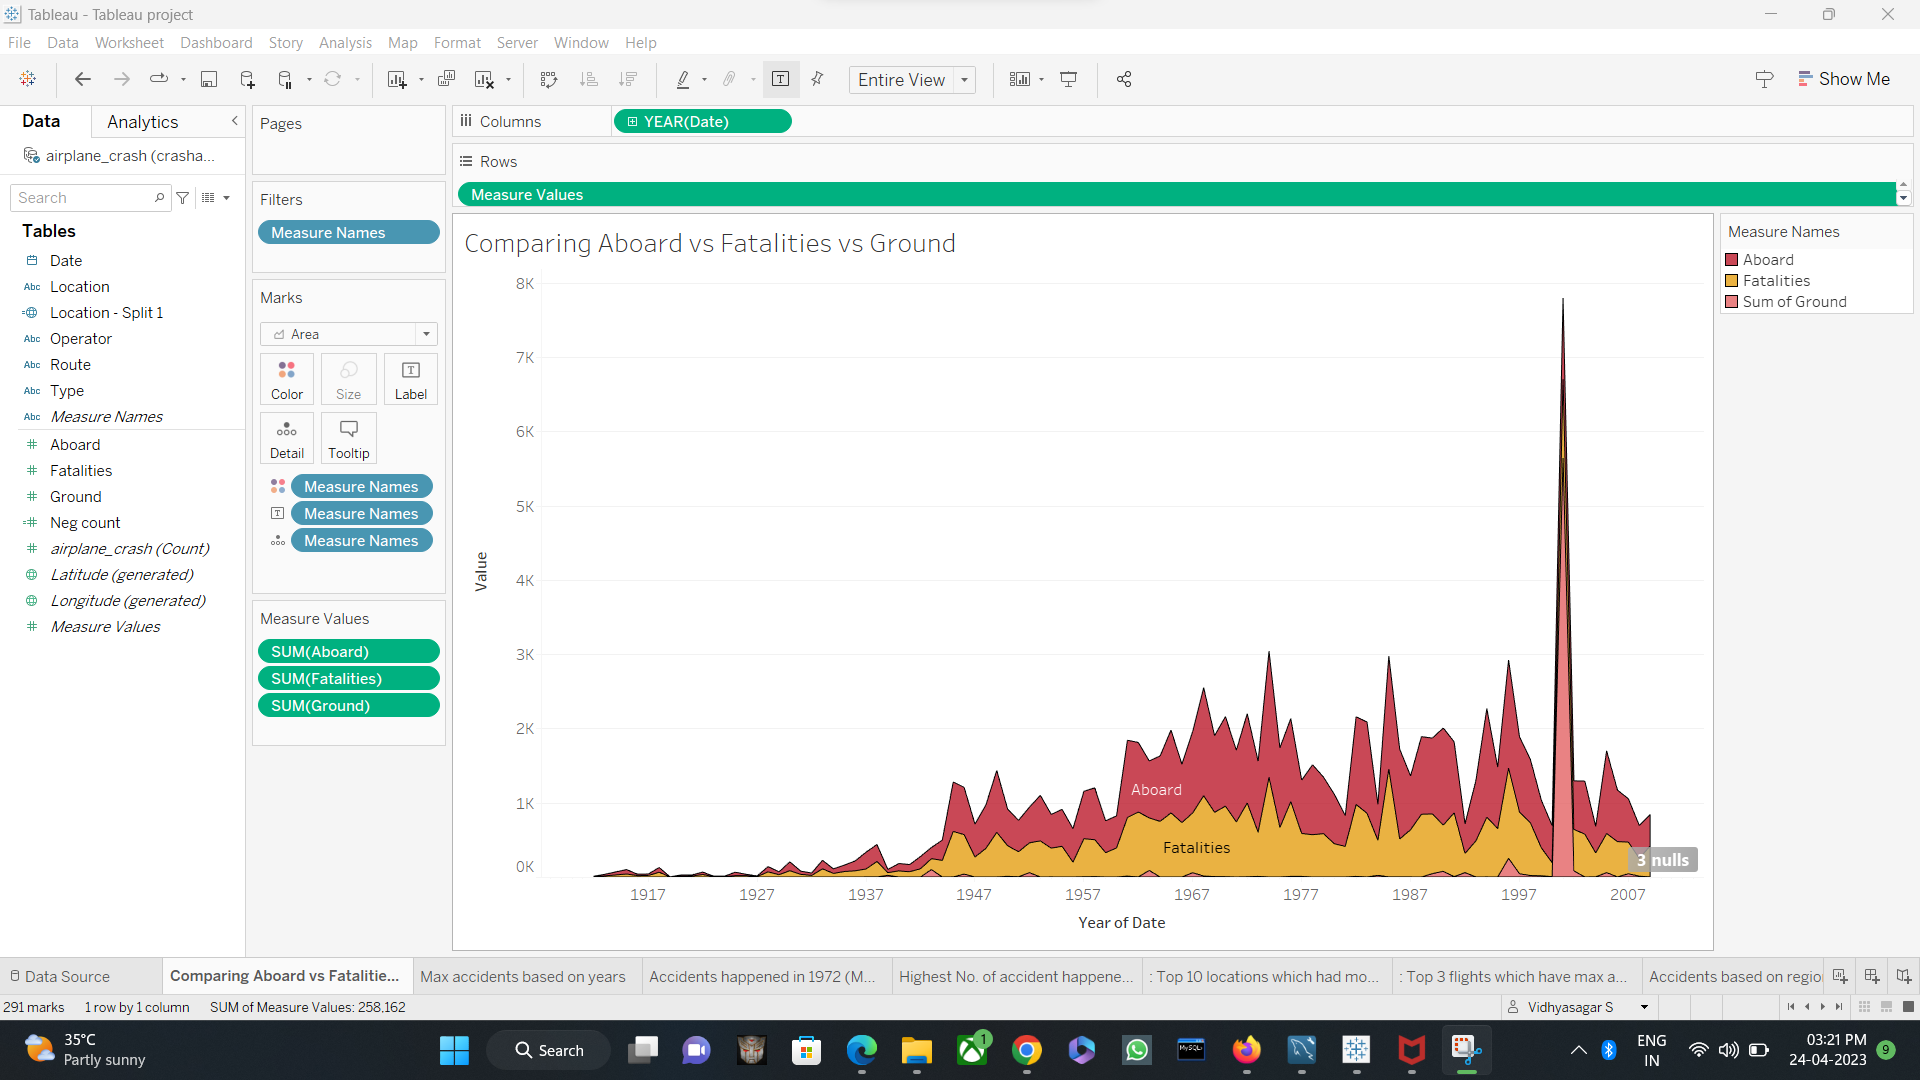 Tableau - Tableau project
File Data Worksheet Dashboard Story Analysis Map Format Server Window Help
Entire View
Show Me
Data Analytics
airplane_crash (crasha...
Search
Tables
Date
Abc Location
Location - Split 1
Abc Operator
Abc Route
Abc Type
Abc Measure Names
Aboard
Fatalities
Ground
Neg count
airplane_crash (Count)
Latitude (generated)
Longitude (generated)
Measure Values
Pages
Filters
Measure Names
Marks
Area
Color Size Label
Detail Tooltip
Measure Names
Measure Names
Measure Names
Measure Values
SUM(Aboard)
SUM(Fatalities)
SUM(Ground)
Columns YEAR(Date)
Rows
Measure Values
Comparing Aboard vs Fatalities vs Ground
8K
7K
6K
5K
4K
3K
2K
1K
0K
Value
Aboard
Fatalities
3 nulls
1917 1927 1937 1947 1957 1967 1977 1987 1997 2007
Year of Date
Measure Names
Aboard
Fatalities
Sum of Ground
Data Source Comparing Aboard vs Fatalitie... Max accidents based on years Accidents happened in 1972 (M... Highest No. of accident happene... : Top 10 locations which had mo... : Top 3 flights which have max a... Accidents based on regio
291 marks 1 row by 1 column SUM of Measure Values: 258,162 Vidhyasagar S
35°C
Partly sunny
Search
1
MySQL
ENG
IN
03:21 PM
24-04-2023
9